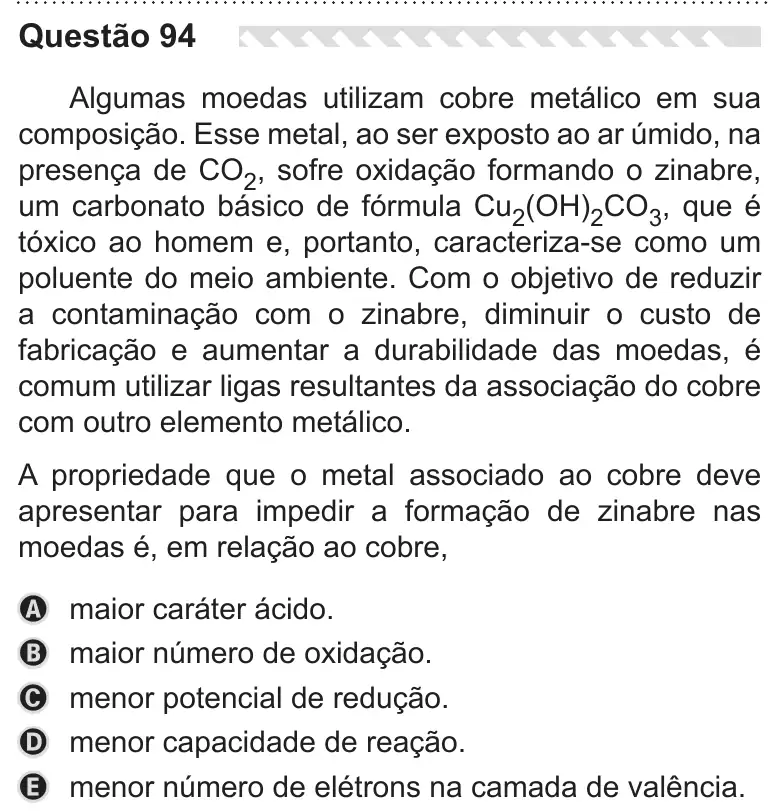 Questão 94
Algumas moedas utilizam cobre metálico em sua
composição. Esse metal, ao ser exposto ao ar úmido, na
presença de CO₂, sofre oxidação formando o zinabre,
um carbonato básico de fórmula Cu₂(OH)₂CO₃, que é
tóxico ao homem e, portanto, caracteriza-se como um
poluente do meio ambiente. Com o objetivo de reduzir
a contaminação com o zinabre, diminuir o custo de
fabricação e aumentar a durabilidade das moedas, é
comum utilizar ligas resultantes da associação do cobre
com outro elemento metálico.
A propriedade que o metal associado ao cobre deve
apresentar para impedir a formação de zinabre nas
moedas é, em relação ao cobre,
A maior caráter ácido.
B maior número de oxidação.
C menor potencial de redução.
D menor capacidade de reação.
E menor número de elétrons na camada de valência.